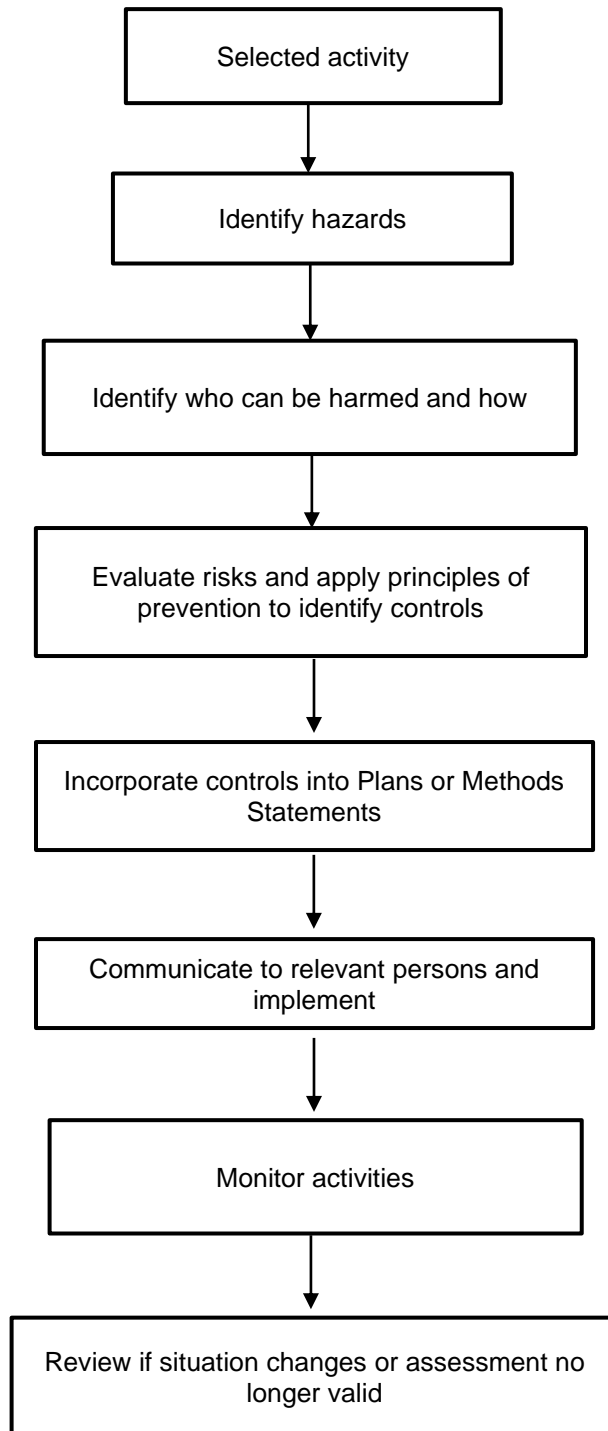 Selected activity
Identify hazards
Identify who can be harmed and how
Evaluate risks and apply principles of
prevention to identify controls
Incorporate controls into Plans or Methods
Statements
Communicate to relevant persons and
implement
Monitor activities
Review if situation changes or assessment no
longer valid